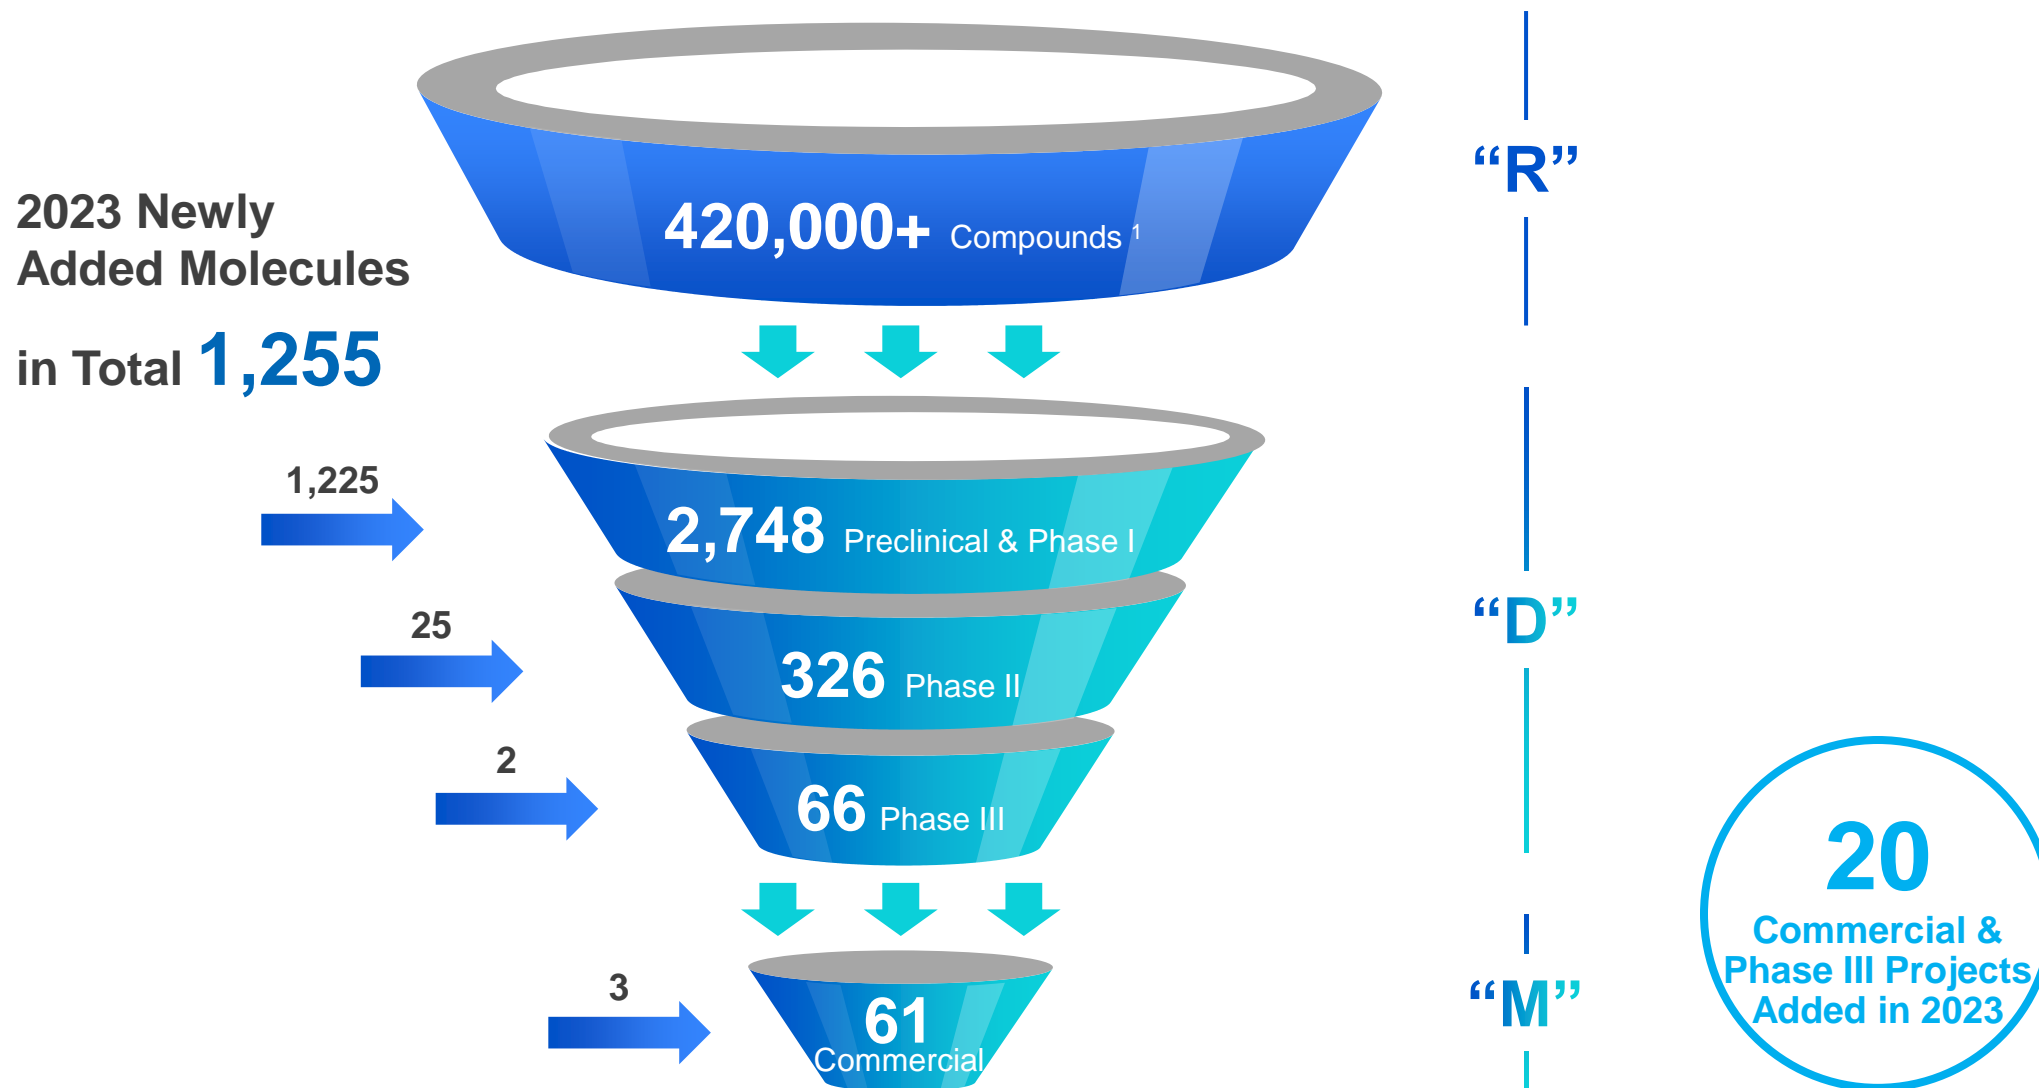 2023 Newly
Added Molecules
in Total 1,255
420,000+ Compounds 1
“R”
1,225
2,748 Preclinical & Phase I
25
326 Phase II
“D”
2
66 Phase III
3
61
Commercial
“M”
20
Commercial &
Phase III Projects
Added in 2023